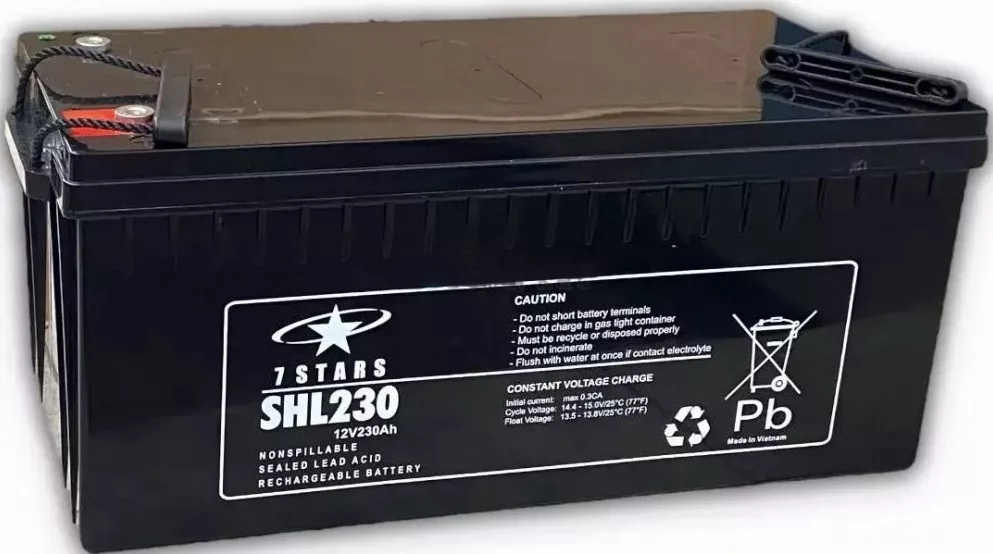 7 STARS
SHL230
12V230Ah
NONSPILLABLE
SEALED LEAD ACID
RECHARGEABLE BATTERY
CAUTION
- Do not short battery terminals
- Do not charge in gas light container
- Must be recycle or disposed properly
- Do not incinerate
- Flush with water at once if contact electrolyte
CONSTANT VOLTAGE CHARGE
Initial current: max 0.3CA
Cycle Voltage: 14.4 - 15.0V/25°C (77°F)
Float Voltage: 13.5 - 13.8V/25°C (77°F)
Pb
Made in Vietnam